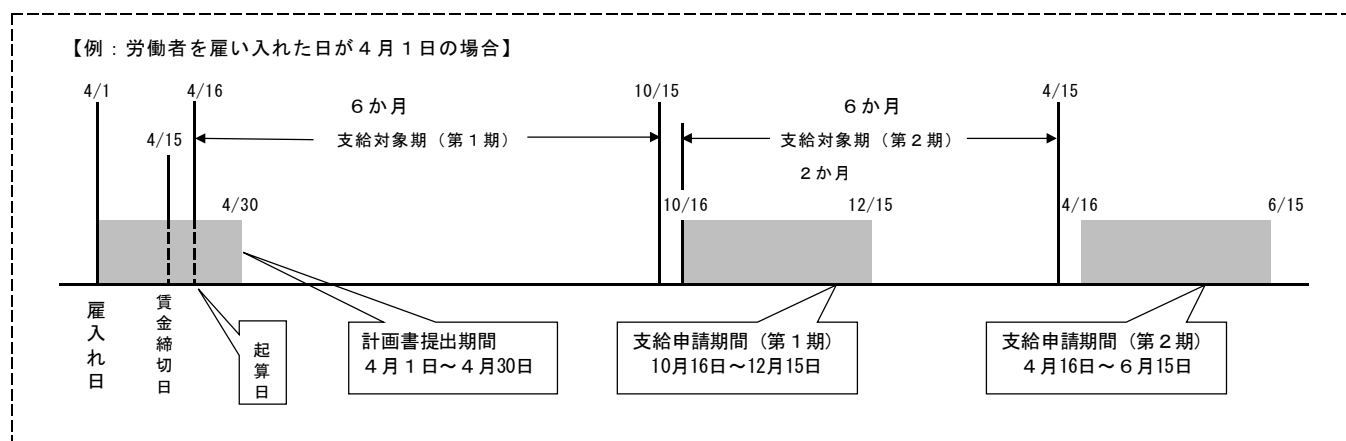 【例：労働者を雇い入れた日が４月１日の場合】
4/1
4/16
10/15
4/15
６か月
６か月
4/15
支給対象期（第１期）
支給対象期（第２期）
２か月
4/30
10/16
12/15
4/16
6/15
雇入れ日
賃金締切日
起算日
計画書提出期間
４月１日～４月30日
支給申請期間（第１期）
10月16日～12月15日
支給申請期間（第２期）
４月16日～６月15日